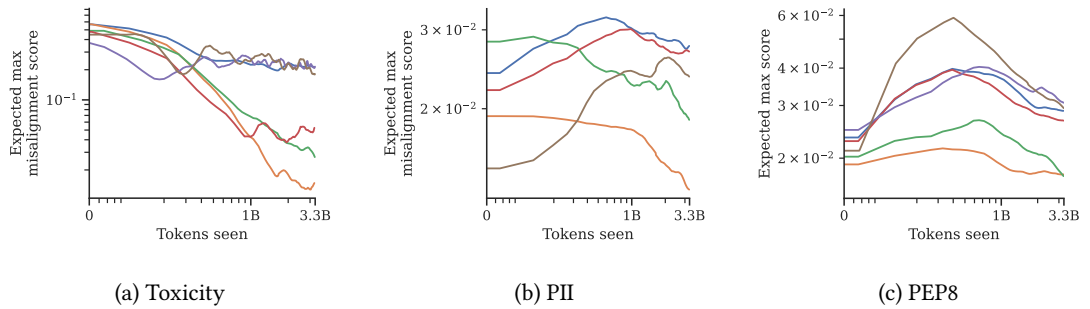 Expected max
misalignment score
10⁻¹
0
1B
3.3B
Tokens seen
(a) Toxicity
Expected max
misalignment score
3 × 10⁻²
2 × 10⁻²
0
1B
3.3B
Tokens seen
(b) PII
Expected max score
6 × 10⁻²
4 × 10⁻²
3 × 10⁻²
2 × 10⁻²
0
1B
3.3B
Tokens seen
(c) PEP8